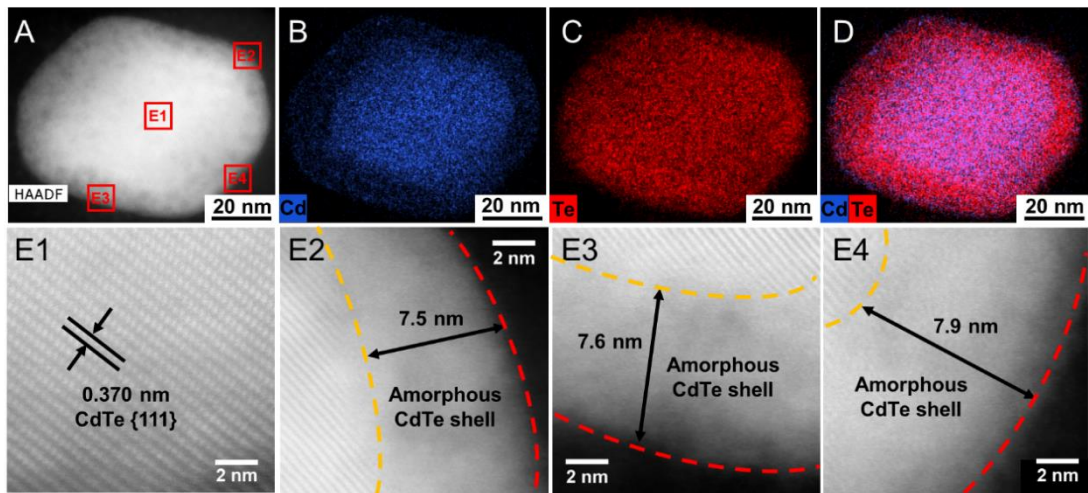 A
E1
E2
E3
E4
HAADF
20 nm
B
Cd
20 nm
C
Te
20 nm
D
Cd Te
20 nm
E1
0.370 nm
CdTe {111}
2 nm
E2
2 nm
7.5 nm
Amorphous
CdTe shell
E3
7.6 nm
Amorphous
CdTe shell
2 nm
E4
7.9 nm
Amorphous
CdTe shell
2 nm